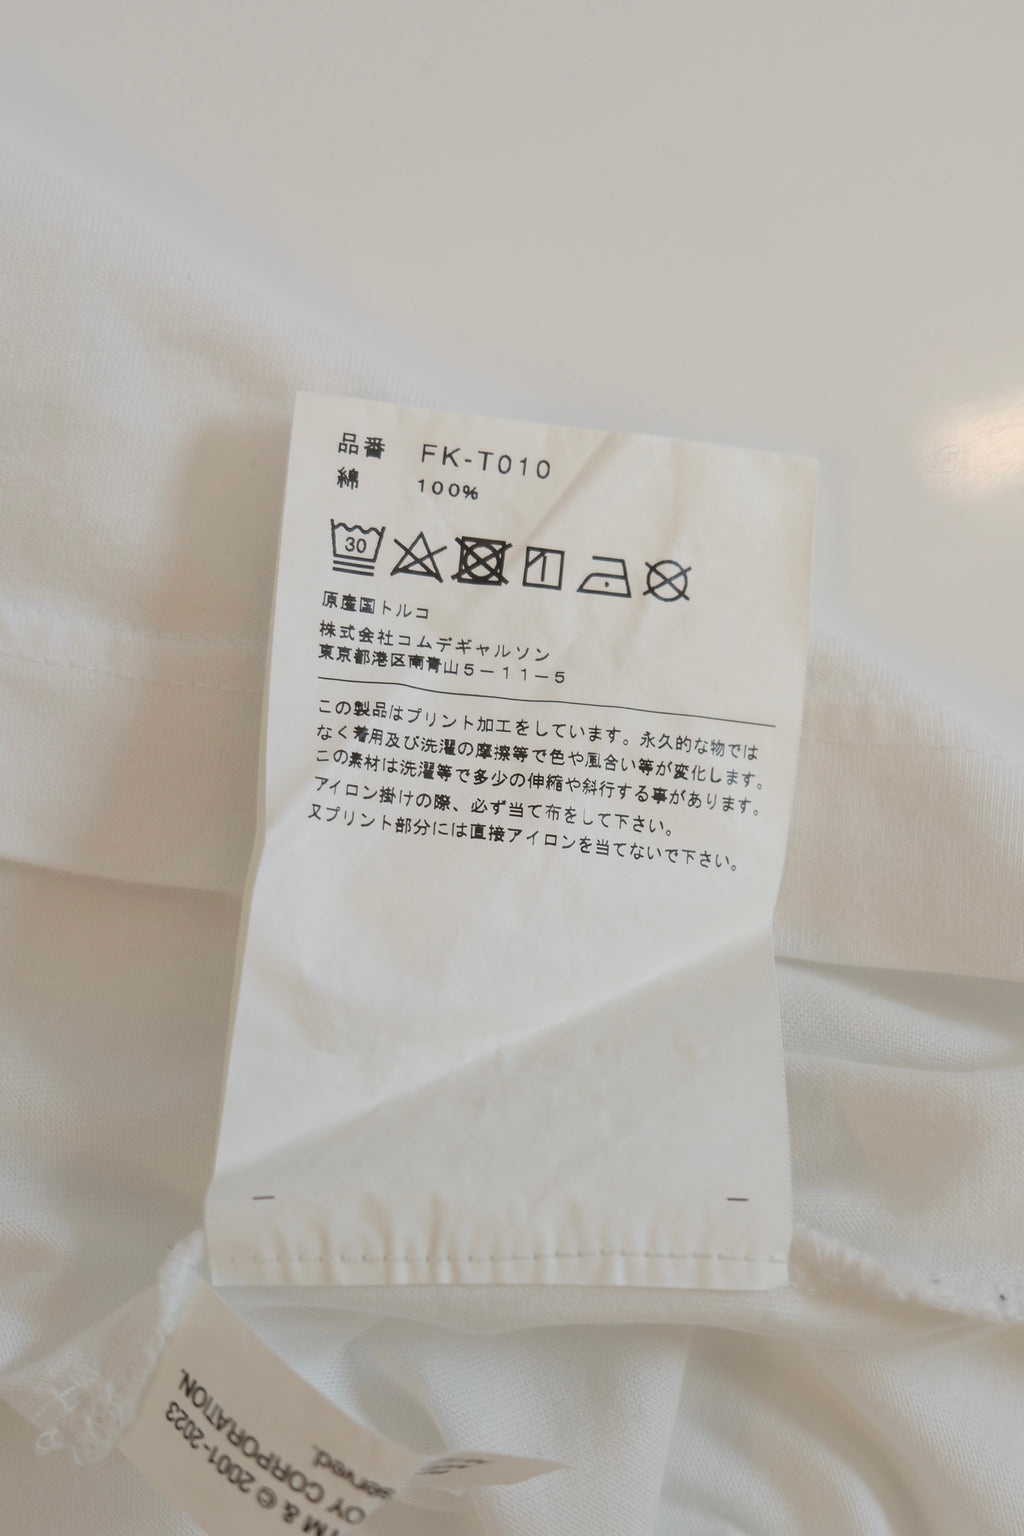 品番 FK-T010
綿 100%
30
原産国トルコ
株式会社コムデギャルソン
東京都港区南青山5－11－5
この製品はプリント加工をしています。永久的な物では
なく着用及び洗濯の摩擦等で色や風合い等が変化します。
この素材は洗濯等で多少の伸縮や斜行する事があります。
アイロン掛けの際、必ず当て布をして下さい。
又プリント部分には直接アイロンを当てないで下さい。
TM & © 2001-2023
OY CORPORATION.
served.